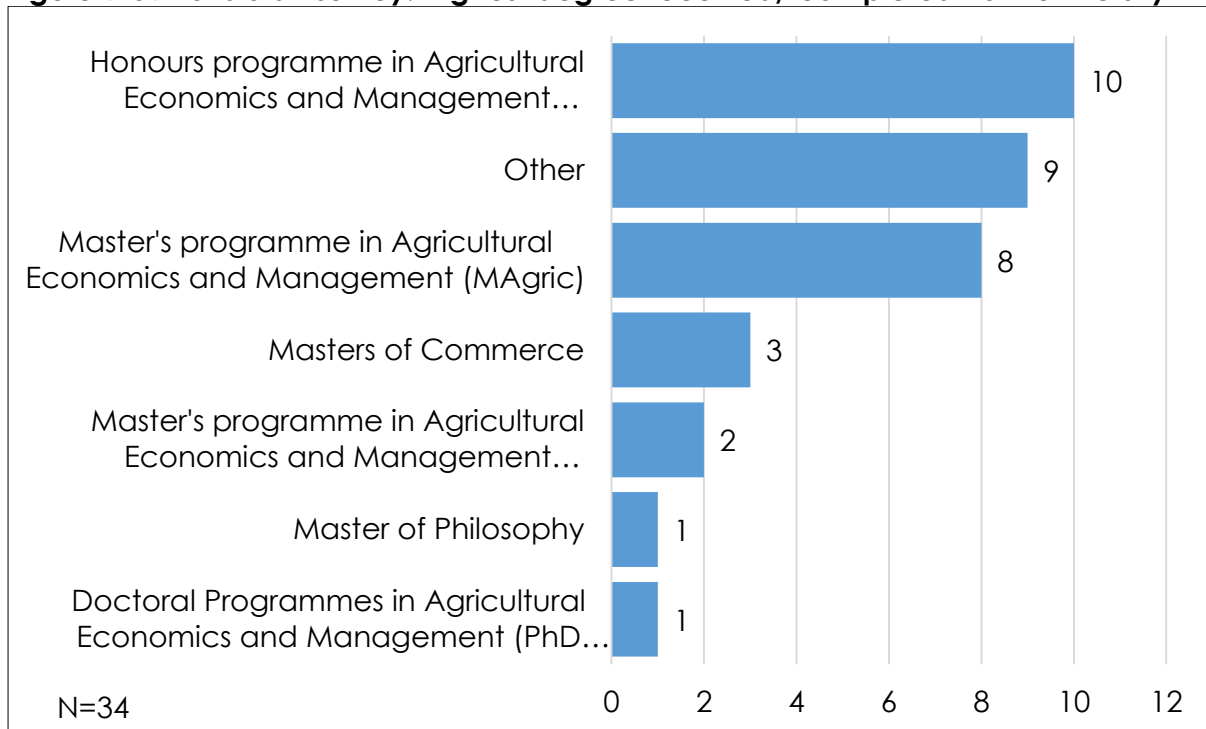 Honours programme in Agricultural
Economics and Management…
10
Other
9
Master's programme in Agricultural
Economics and Management (MAgric)
8
Masters of Commerce
3
Master's programme in Agricultural
Economics and Management…
2
Master of Philosophy
1
Doctoral Programmes in Agricultural
Economics and Management (PhD…
1
N=34
0 2 4 6 8 10 12